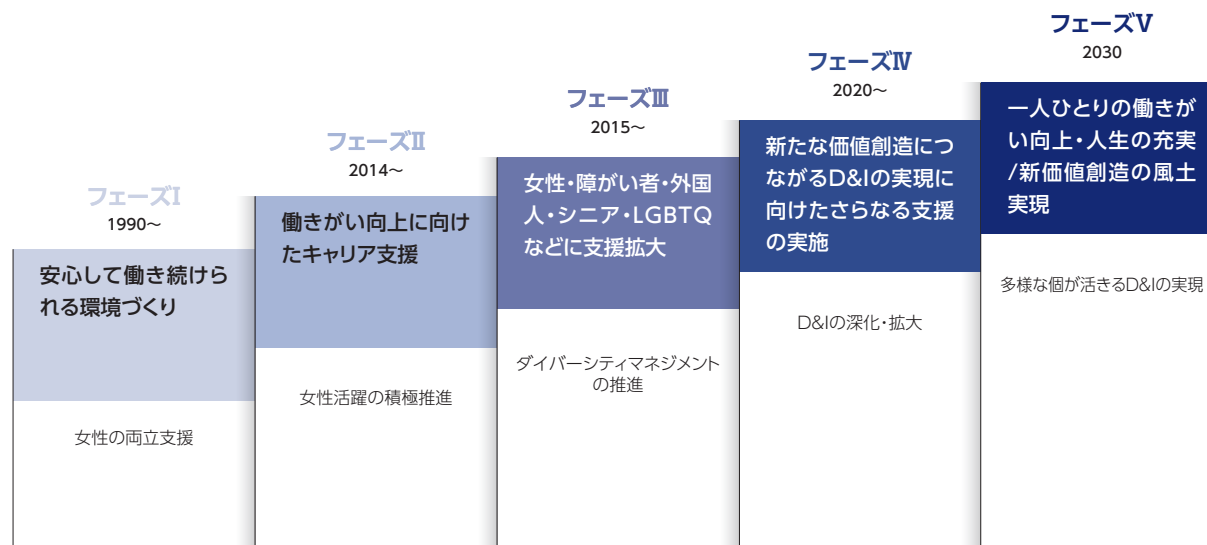 フェーズⅠ
1990〜
安心して働き続けら
れる環境づくり
女性の両立支援
フェーズⅡ
2014〜
働きがい向上に向け
たキャリア支援
女性活躍の積極推進
フェーズⅢ
2015〜
女性・障がい者・外国
人・シニア・LGBTQ
などに支援拡大
ダイバーシティマネジメント
の推進
フェーズⅣ
2020〜
新たな価値創造につ
ながるD&Iの実現に
向けたさらなる支援
の実施
D&Iの深化・拡大
フェーズⅤ
2030
一人ひとりの働きが
い向上・人生の充実
/新価値創造の風土
実現
多様な個が活きるD&Iの実現